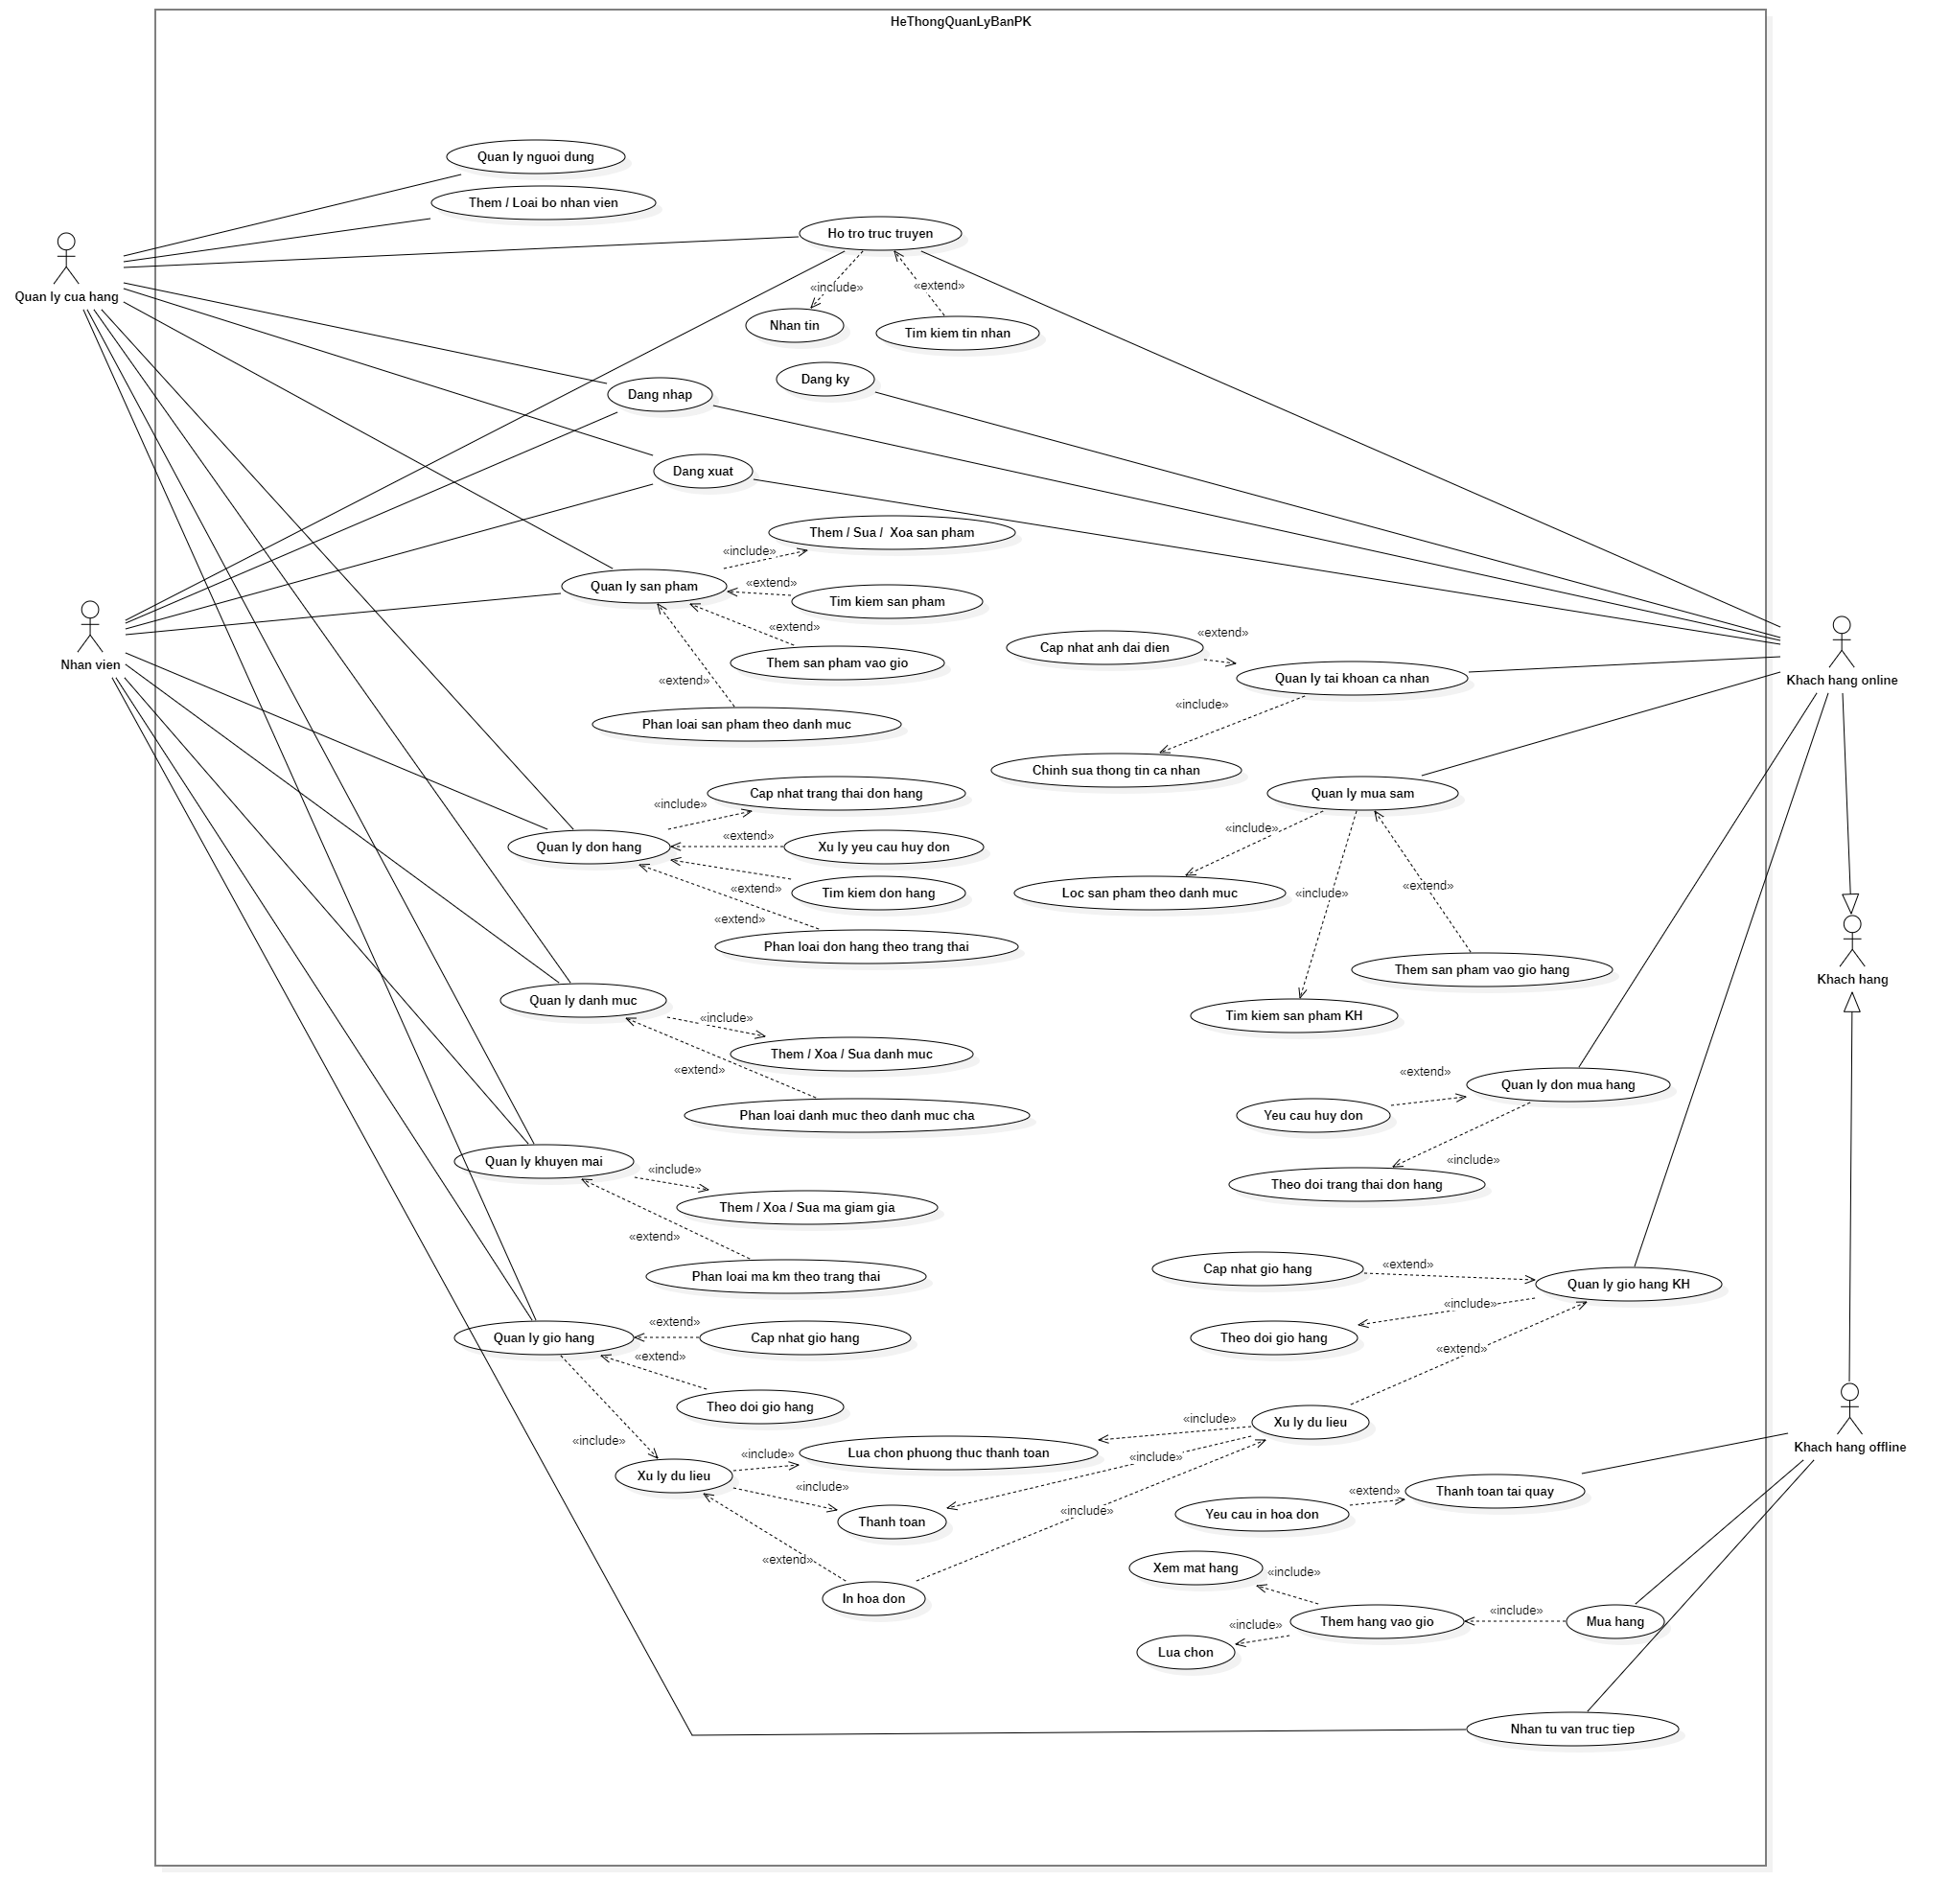 HeThongQuanLyBanPK
Quan ly nguoi dung
Them / Loai bo nhan vien
Ho tro truc truyen
Quan ly cua hang
«include»
«extend»
Nhan tin
Tim kiem tin nhan
Dang ky
Dang nhap
Dang xuat
Them / Sua /  Xoa san pham
«include»
Quan ly san pham
«extend»
Tim kiem san pham
«extend»
Them san pham vao gio
«extend»
Phan loai san pham theo danh muc
Nhan vien
Cap nhat anh dai dien
«extend»
Quan ly tai khoan ca nhan
«include»
Chinh sua thong tin ca nhan
Khach hang online
Cap nhat trang thai don hang
«include»
Quan ly don hang
«extend»
Xu ly yeu cau huy don
«extend»
Tim kiem don hang
«extend»
Phan loai don hang theo trang thai
Quan ly mua sam
«include»
Loc san pham theo danh muc
«include»
«extend»
Them san pham vao gio hang
Tim kiem san pham KH
Khach hang
Quan ly danh muc
«include»
Them / Xoa / Sua danh muc
«extend»
Phan loai danh muc theo danh muc cha
«extend»
Quan ly don mua hang
Yeu cau huy don
«include»
Theo doi trang thai don hang
Quan ly khuyen mai
«include»
Them / Xoa / Sua ma giam gia
«extend»
Phan loai ma km theo trang thai
Cap nhat gio hang
«extend»
Quan ly gio hang KH
«include»
Theo doi gio hang
«extend»
Quan ly gio hang
«extend»
Cap nhat gio hang
«extend»
Theo doi gio hang
«include»
Xu ly du lieu
«include»
Lua chon phuong thuc thanh toan
«include»
Xu ly du lieu
«include»
«include»
Thanh toan
«include»
«extend»
In hoa don
Khach hang offline
Thanh toan tai quay
«extend»
Yeu cau in hoa don
Xem mat hang
«include»
Them hang vao gio
«include»
Mua hang
«include»
Lua chon
Nhan tu van truc tiep